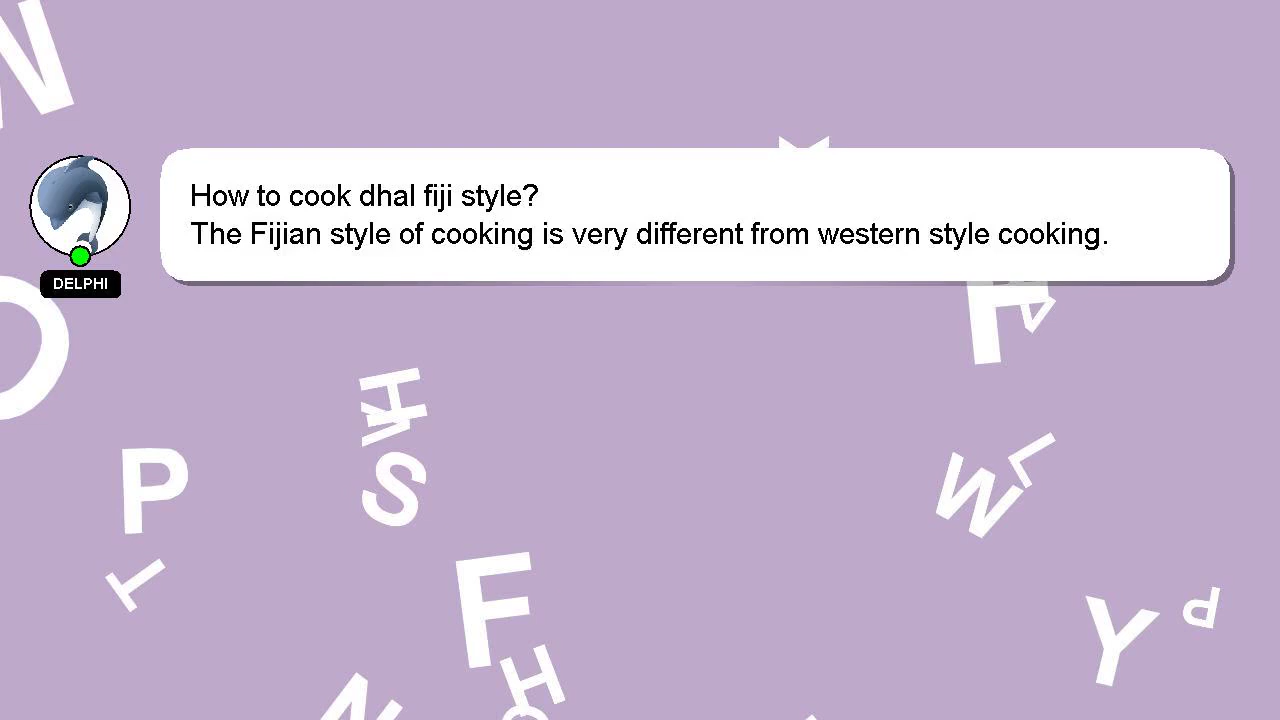 N
How to cook dhal fiji style?
The Fijian style of cooking is very different from western style cooking.
DELPHI
O
H
S
P
T
F
H
L
W
Y
P
N